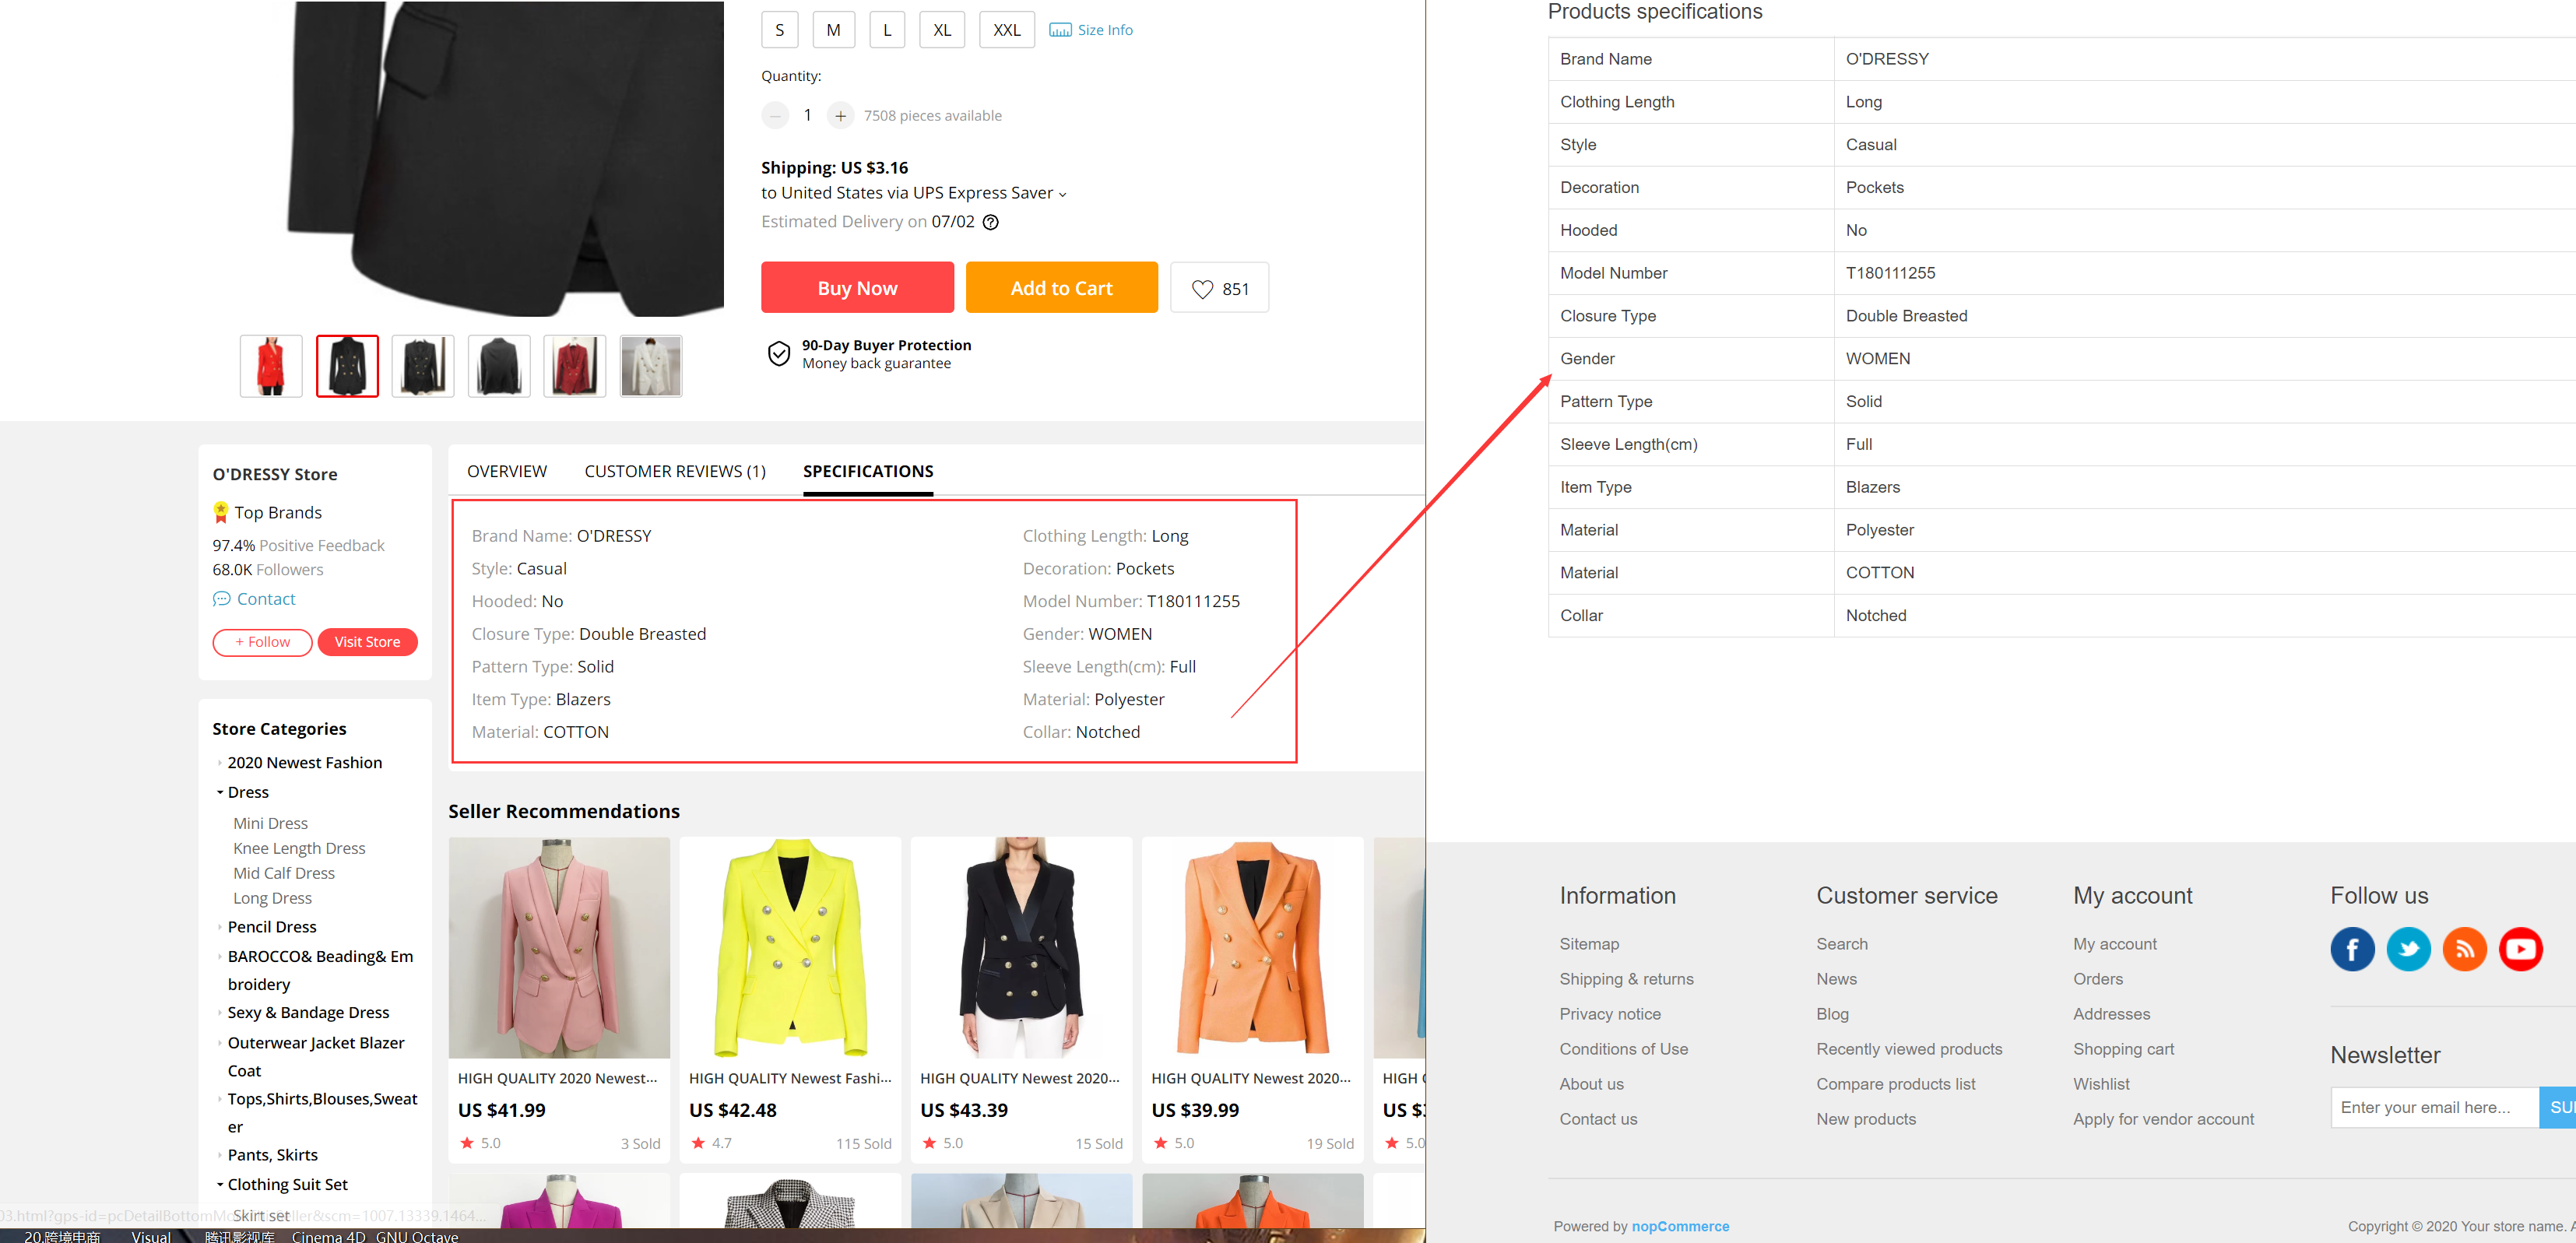 S M L XL XXL Size Info
Quantity:
1 7508 pieces available
Shipping: US $3.16
to United States via UPS Express Saver
Estimated Delivery on 07/02
Buy Now Add to Cart 851
90-Day Buyer Protection
Money back guarantee
O'DRESSY Store
Top Brands
97.4% Positive Feedback
68.0K Followers
Contact
+ Follow Visit Store
Store Categories
2020 Newest Fashion
Dress
Mini Dress
Knee Length Dress
Mid Calf Dress
Long Dress
Pencil Dress
BAROCCO& Beading& Em
broidery
Sexy & Bandage Dress
Outerwear Jacket Blazer
Coat
Tops,Shirts,Blouses,Sweat
er
Pants, Skirts
Clothing Suit Set
Skirt set
OVERVIEW CUSTOMER REVIEWS (1) SPECIFICATIONS
Brand Name: O'DRESSY Clothing Length: Long
Style: Casual Decoration: Pockets
Hooded: No Model Number: T180111255
Closure Type: Double Breasted Gender: WOMEN
Pattern Type: Solid Sleeve Length(cm): Full
Item Type: Blazers Material: Polyester
Material: COTTON Collar: Notched
Seller Recommendations
HIGH QUALITY 2020 Newest... HIGH QUALITY Newest Fashi... HIGH QUALITY Newest 2020... HIGH QUALITY Newest 2020... HIGH
US $41.99 US $42.48 US $43.39 US $39.99 US
5.0 3 Sold 4.7 115 Sold 5.0 15 Sold 5.0 19 Sold 5.0
20.跨境电商 Visual 腾讯影视库 Cinema 4D GNU Octave
Products specifications
Brand Name O'DRESSY
Clothing Length Long
Style Casual
Decoration Pockets
Hooded No
Model Number T180111255
Closure Type Double Breasted
Gender WOMEN
Pattern Type Solid
Sleeve Length(cm) Full
Item Type Blazers
Material Polyester
Material COTTON
Collar Notched
Information Customer service My account Follow us
Sitemap Search My account
Shipping & returns News Orders
Privacy notice Blog Addresses
Conditions of Use Recently viewed products Shopping cart
About us Compare products list Wishlist
Contact us New products Apply for vendor account
Newsletter
Enter your email here...
Powered by nopCommerce Copyright © 2020 Your store name.